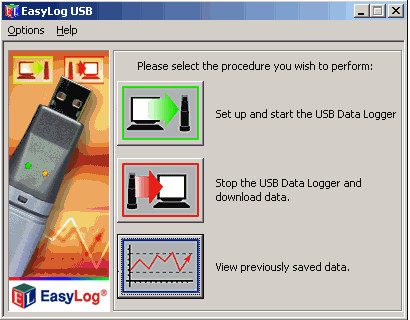 EasyLog USB
Options Help
Please select the procedure you wish to perform:
Set up and start the USB Data Logger
Stop the USB Data Logger and
download data.
View previously saved data.
EL EasyLog®